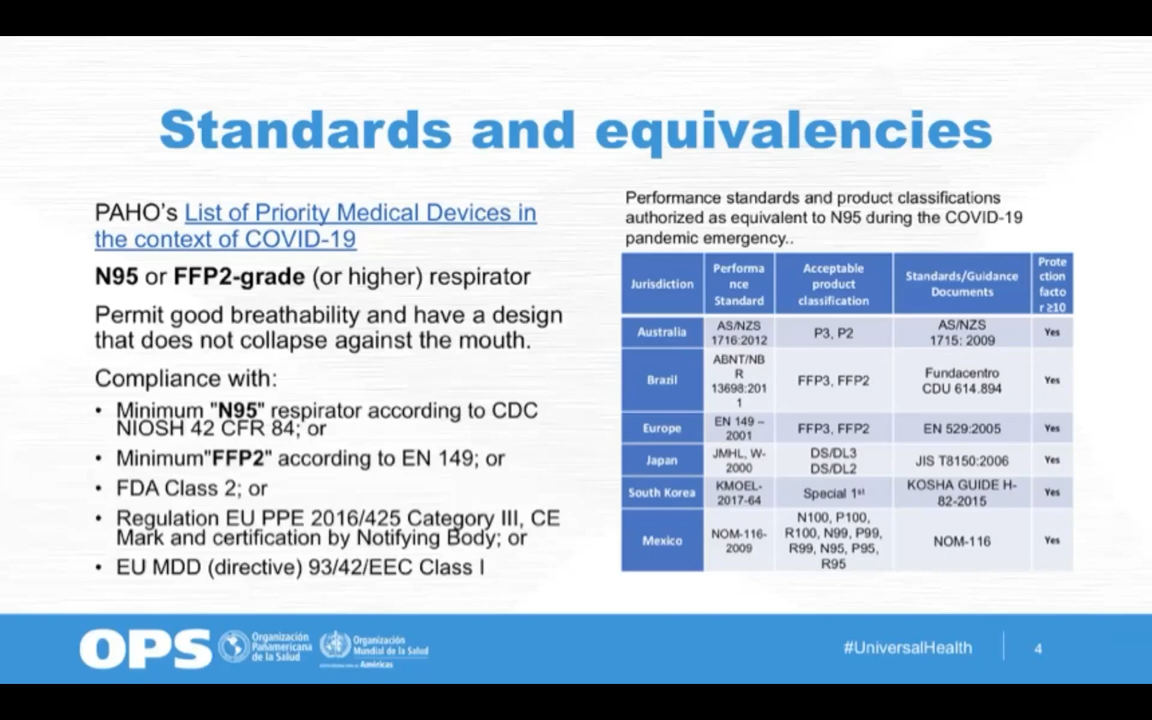 Standards and equivalencies
PAHO's List of Priority Medical Devices in
the context of COVID-19
N95 or FFP2-grade (or higher) respirator
Permit good breathability and have a design
that does not collapse against the mouth.
Compliance with:
• Minimum "N95" respirator according to CDC
NIOSH 42 CFR 84; or
• Minimum"FFP2" according to EN 149; or
• FDA Class 2; or
• Regulation EU PPE 2016/425 Category III, CE
Mark and certification by Notifying Body; or
• EU MDD (directive) 93/42/EEC Class I
Performance standards and product classifications
authorized as equivalent to N95 during the COVID-19
pandemic emergency..
Jurisdiction
Performa
nce
Standard
Acceptable
product
classification
Standards/Guidance
Documents
Prote
ction
facto
r ≥10
Australia
AS/NZS
1716:2012
P3, P2
AS/NZS
1715: 2009
Yes
Brazil
ABNT/NB
R
13698:201
1
FFP3, FFP2
Fundacentro
CDU 614.894
Yes
Europe
EN 149 –
2001
FFP3, FFP2
EN 529:2005
Yes
Japan
JMHL, W-
2000
DS/DL3
DS/DL2
JIS T8150:2006
Yes
South Korea
KMOEL-
2017-64
Special 1st
KOSHA GUIDE H-
82-2015
Yes
Mexico
NOM-116-
2009
N100, P100,
R100, N99, P99,
R99, N95, P95,
R95
NOM-116
Yes
OPS
Organización
Panamericana
de la Salud
Organización
Mundial de la Salud
Américas
#UniversalHealth
4